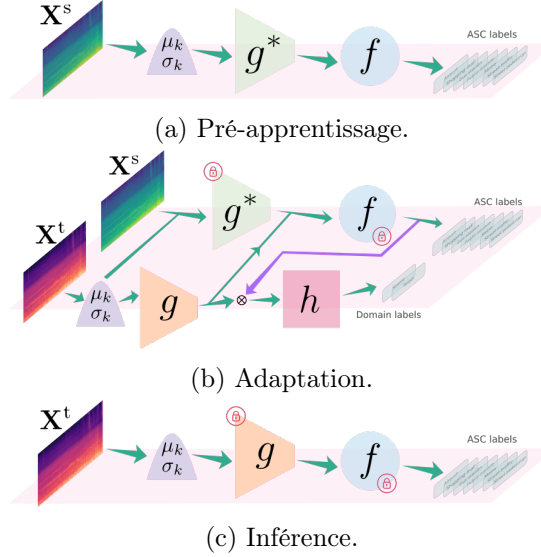 X^s
μ_k
σ_k
g*
f
ASC labels
(a) Pré-apprentissage.
X^s
X^t
g*
f
ASC labels
μ_k
σ_k
g
⊗
h
Domain labels
(b) Adaptation.
X^t
μ_k
σ_k
g
f
ASC labels
(c) Inférence.